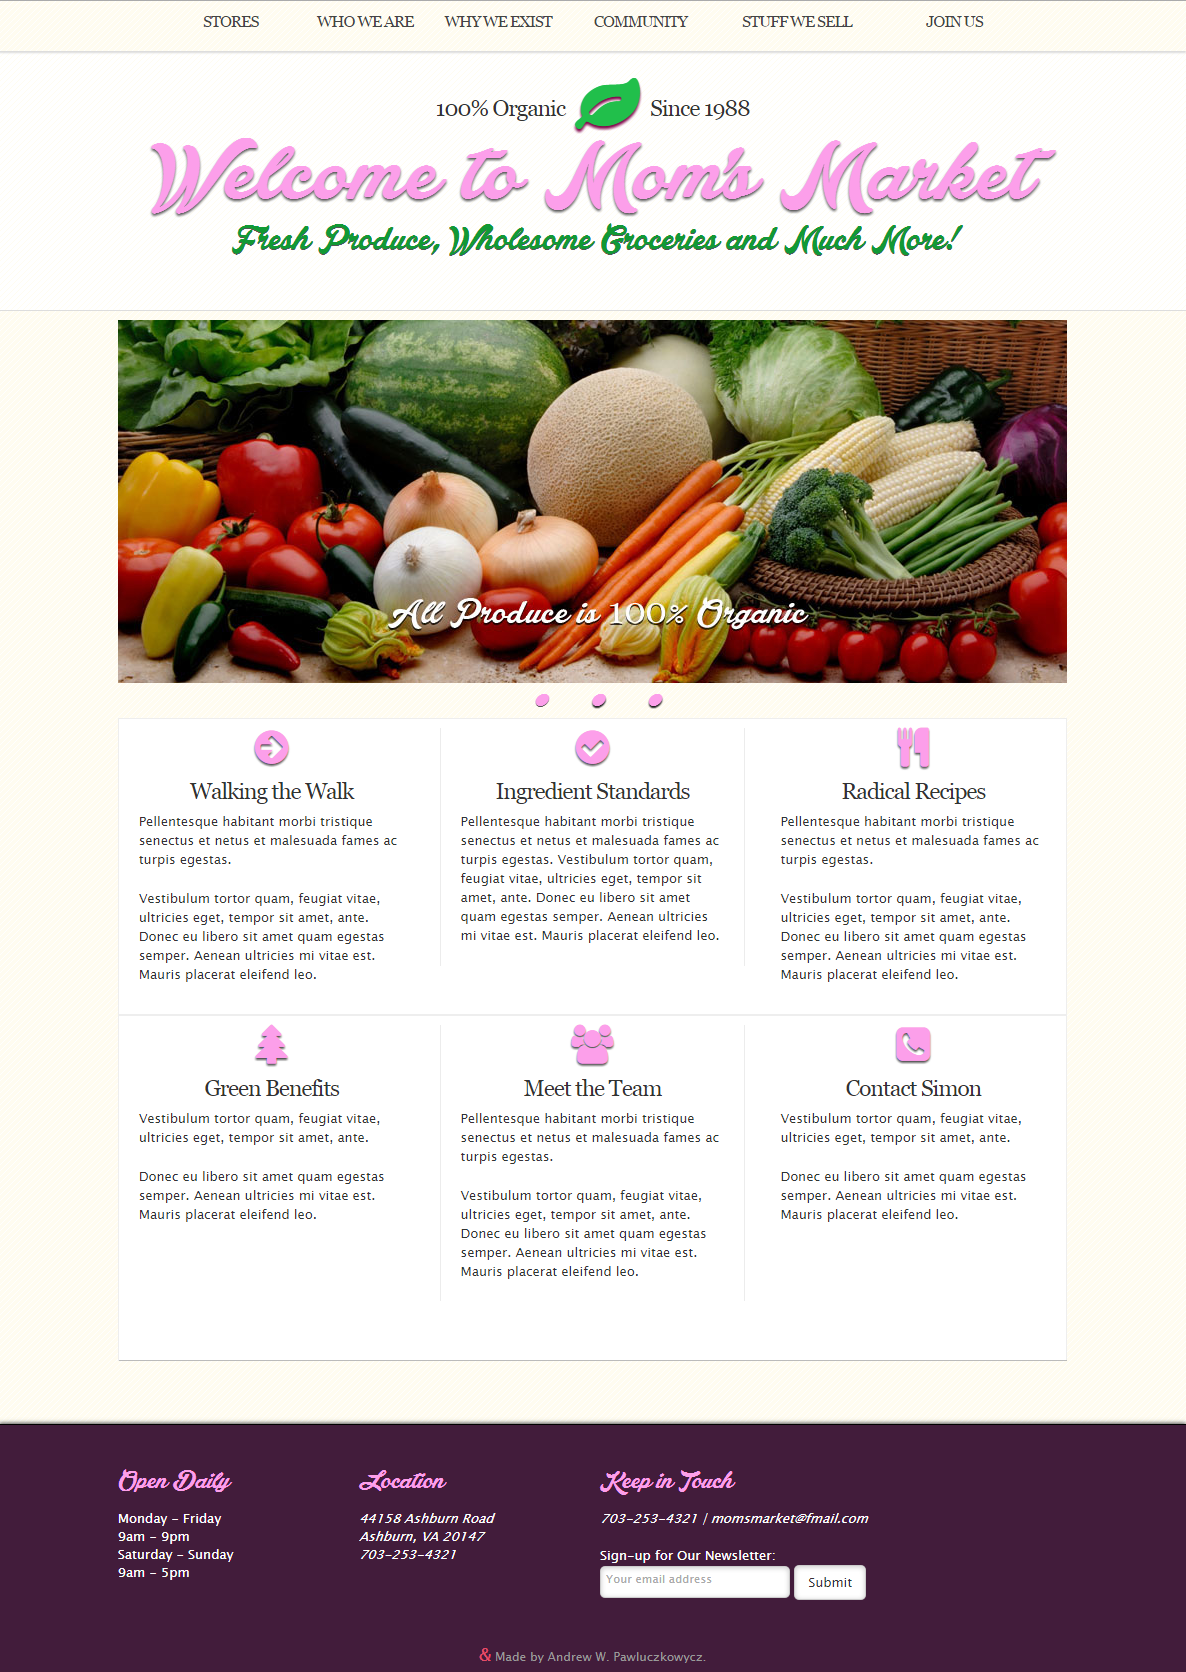 STORES WHO WE ARE WHY WE EXIST COMMUNITY STUFF WE SELL JOIN US
100% Organic Since 1988
Welcome to Mom's Market
Fresh Produce, Wholesome Groceries and Much More!
All Produce is 100% Organic
Walking the Walk
Pellentesque habitant morbi tristique
senectus et netus et malesuada fames ac
turpis egestas.
Vestibulum tortor quam, feugiat vitae,
ultricies eget, tempor sit amet, ante.
Donec eu libero sit amet quam egestas
semper. Aenean ultricies mi vitae est.
Mauris placerat eleifend leo.
Ingredient Standards
Pellentesque habitant morbi tristique
senectus et netus et malesuada fames ac
turpis egestas. Vestibulum tortor quam,
feugiat vitae, ultricies eget, tempor sit
amet, ante. Donec eu libero sit amet
quam egestas semper. Aenean ultricies
mi vitae est. Mauris placerat eleifend leo.
Radical Recipes
Pellentesque habitant morbi tristique
senectus et netus et malesuada fames ac
turpis egestas.
Vestibulum tortor quam, feugiat vitae,
ultricies eget, tempor sit amet, ante.
Donec eu libero sit amet quam egestas
semper. Aenean ultricies mi vitae est.
Mauris placerat eleifend leo.
Green Benefits
Vestibulum tortor quam, feugiat vitae,
ultricies eget, tempor sit amet, ante.
Donec eu libero sit amet quam egestas
semper. Aenean ultricies mi vitae est.
Mauris placerat eleifend leo.
Meet the Team
Pellentesque habitant morbi tristique
senectus et netus et malesuada fames ac
turpis egestas.
Vestibulum tortor quam, feugiat vitae,
ultricies eget, tempor sit amet, ante.
Donec eu libero sit amet quam egestas
semper. Aenean ultricies mi vitae est.
Mauris placerat eleifend leo.
Contact Simon
Vestibulum tortor quam, feugiat vitae,
ultricies eget, tempor sit amet, ante.
Donec eu libero sit amet quam egestas
semper. Aenean ultricies mi vitae est.
Mauris placerat eleifend leo.
Open Daily
Monday - Friday
9am - 9pm
Saturday - Sunday
9am - 5pm
Location
44158 Ashburn Road
Ashburn, VA 20147
703-253-4321
Keep in Touch
703-253-4321 | momsmarket@fmail.com
Sign-up for Our Newsletter:
Your email address Submit
& Made by Andrew W. Pawluczkowycz.